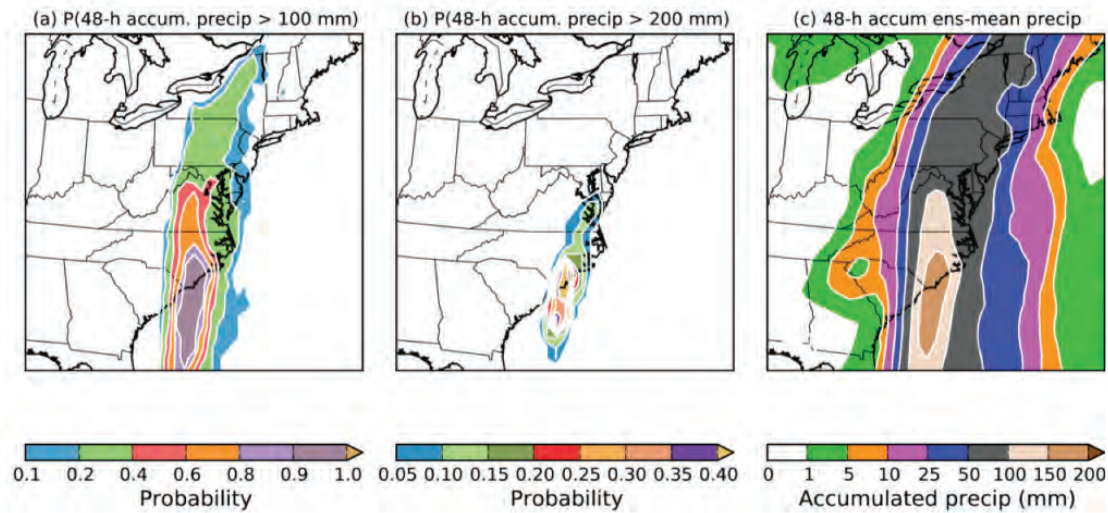 (a) P(48-h accum. precip > 100 mm)
(b) P(48-h accum. precip > 200 mm)
(c) 48-h accum ens-mean precip
0.1 0.2 0.4 0.6 0.8 0.9 1.0
Probability
0.05 0.10 0.15 0.20 0.25 0.30 0.35 0.40
Probability
0 1 5 10 25 50 100 150 200
Accumulated precip (mm)